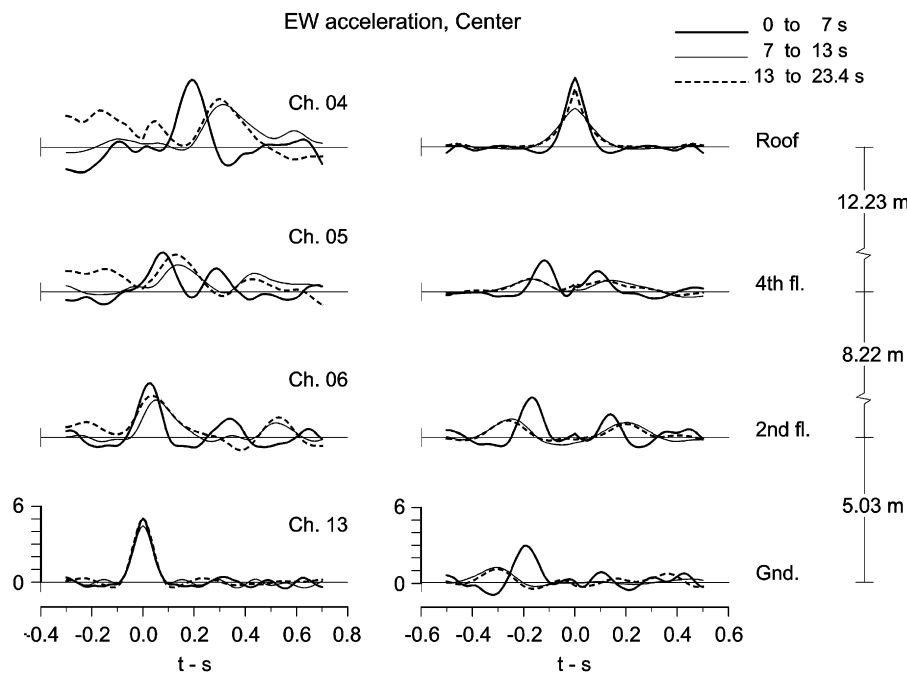 EW acceleration, Center
0 to 7 s
7 to 13 s
13 to 23.4 s
Ch. 04
Roof
12.23 m
Ch. 05
4th fl.
8.22 m
Ch. 06
2nd fl.
5.03 m
6
0
Ch. 13
6
0
Gnd.
-0.4 -0.2 0.0 0.2 0.4 0.6 0.8
-0.6 -0.4 -0.2 0.0 0.2 0.4 0.6
t - s
t - s